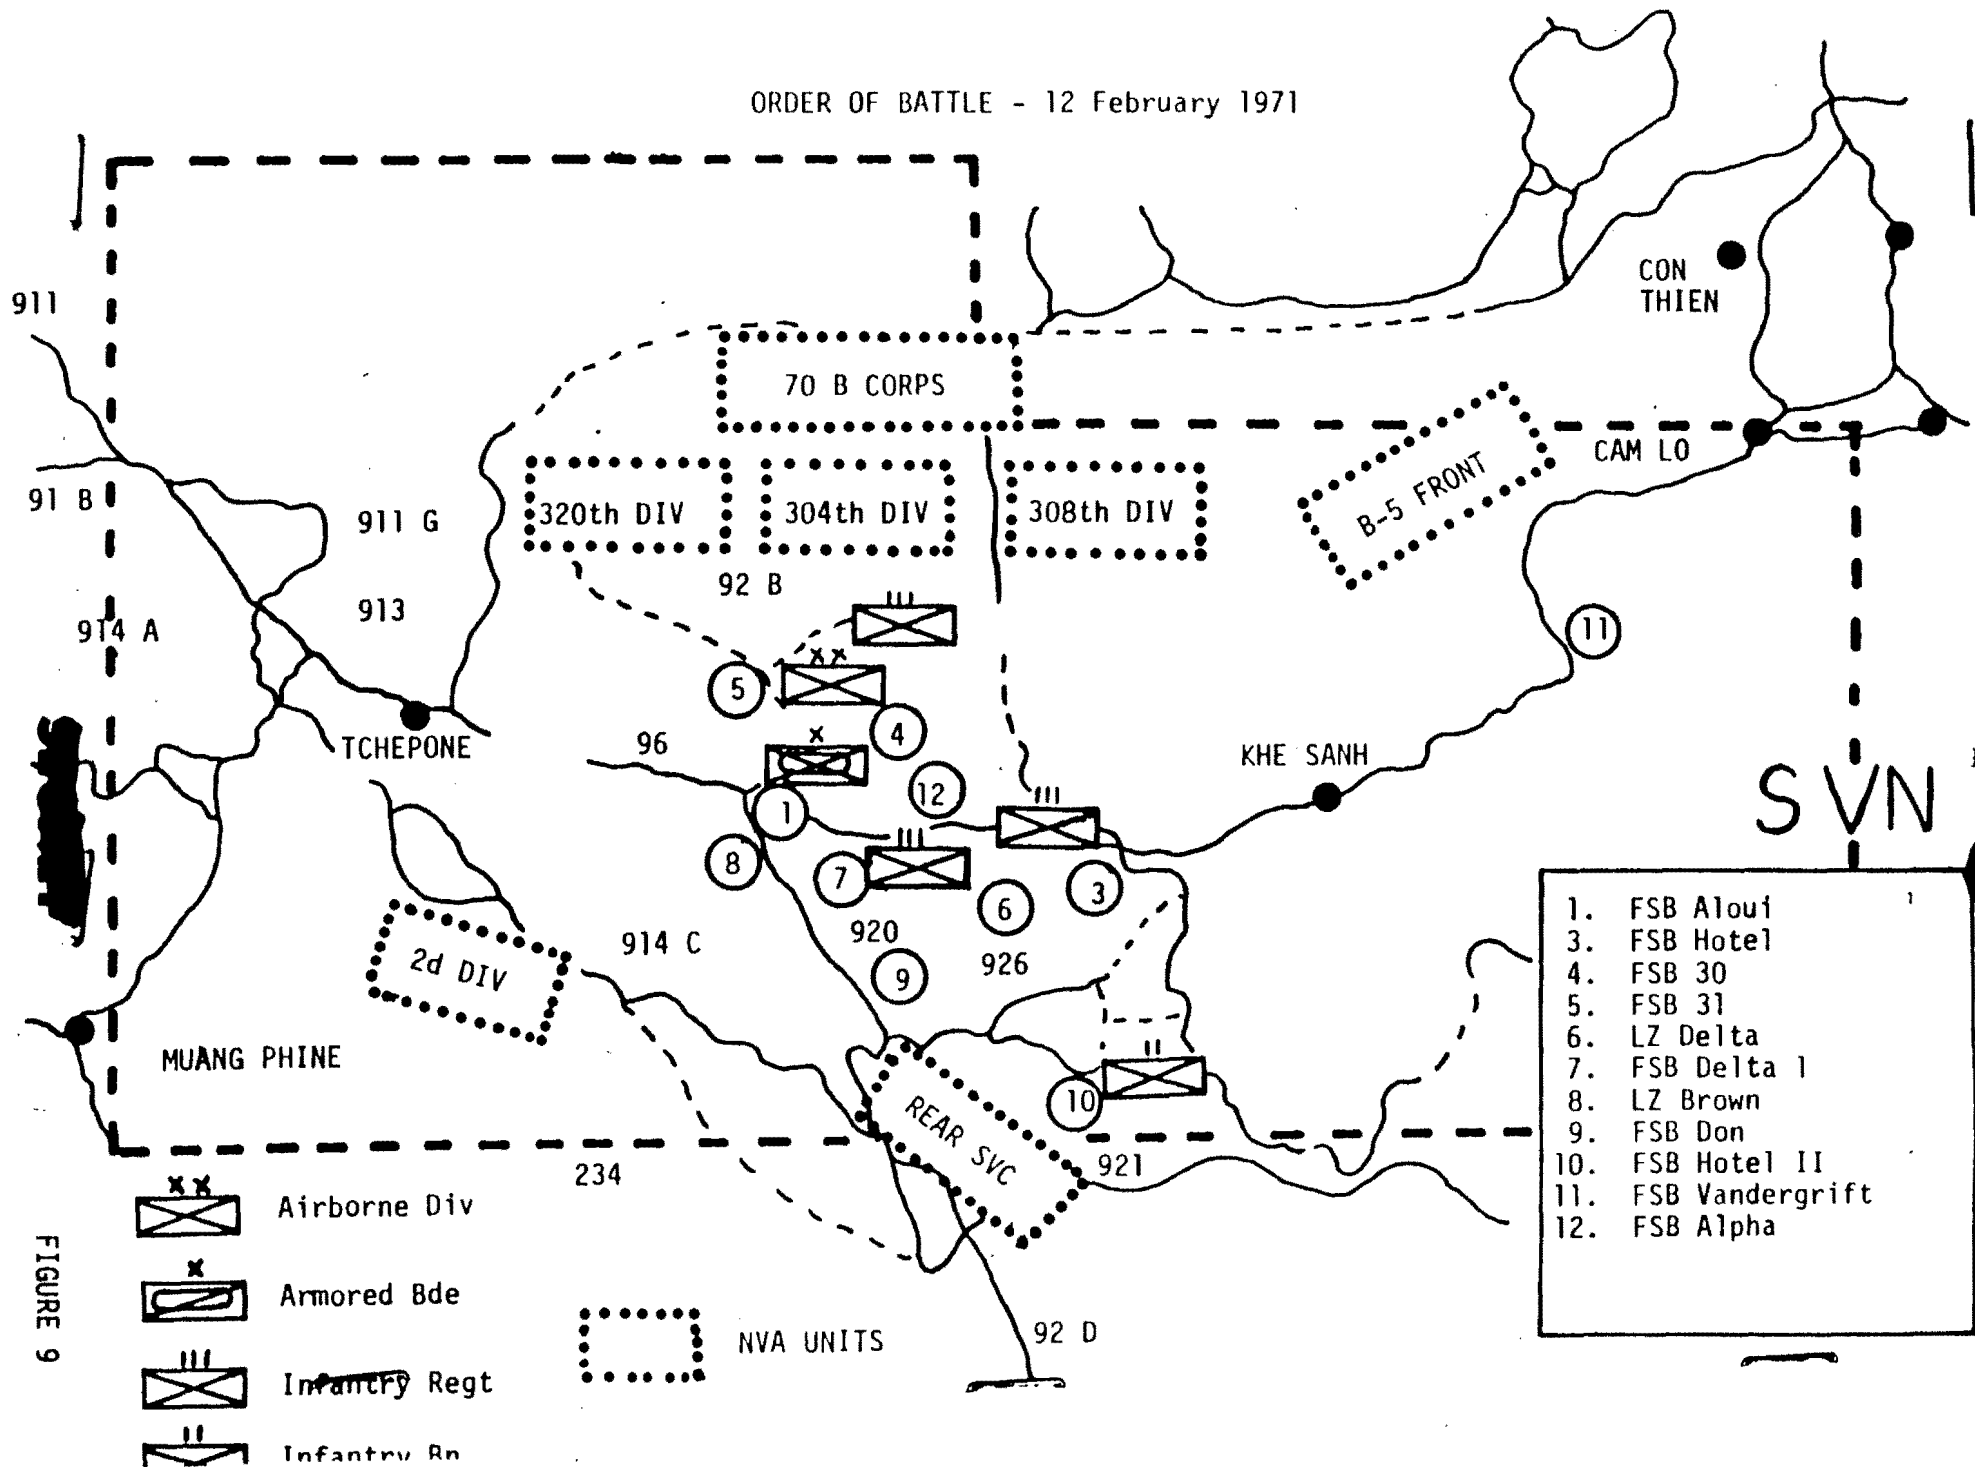 ORDER OF BATTLE - 12 February 1971
911
CON
THIEN
70 B CORPS
CAM LO
91 B
911 G
320th DIV
304th DIV
308th DIV
B-5 FRONT
92 B
913
914 A
11
5
4
TCHEPONE
96
KHE SANH
12
1
S VN
8
7
6
3
920
914 C
2d DIV
926
9
MUANG PHINE
10
REAR SVC
921
234
92 D
1. FSB Aloui
3. FSB Hotel
4. FSB 30
5. FSB 31
6. LZ Delta
7. FSB Delta 1
8. LZ Brown
9. FSB Don
10. FSB Hotel II
11. FSB Vandergrift
12. FSB Alpha
Airborne Div
Armored Bde
Infantry Regt
Infantry Bn
NVA UNITS
FIGURE 9